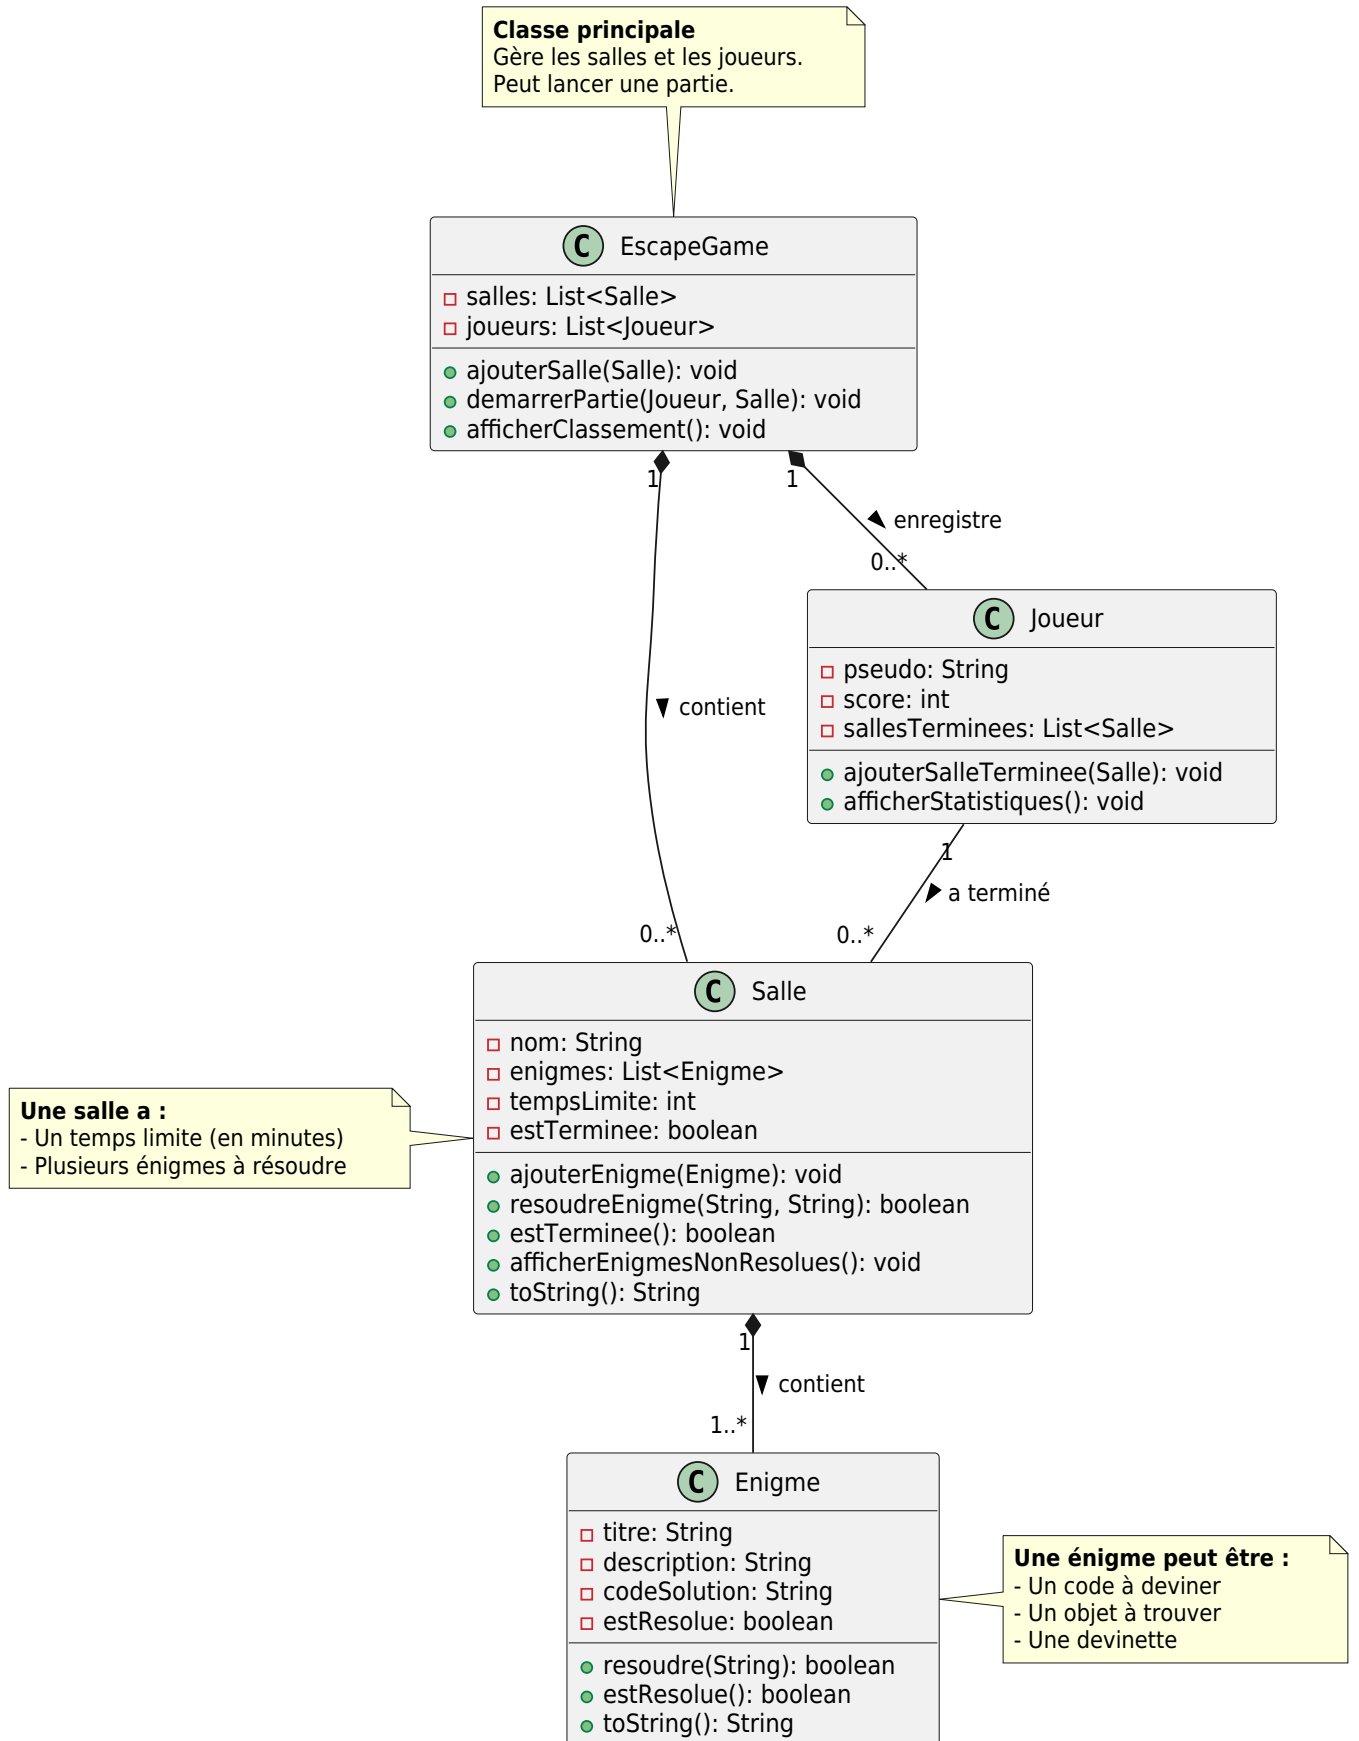 Classe principale
Gère les salles et les joueurs.
Peut lancer une partie.
C EscapeGame
salles: List<Salle>
joueurs: List<Joueur>
ajouterSalle(Salle): void
demarrerPartie(Joueur, Salle): void
afficherClassement(): void
1
1
enregistre
0..*
C Joueur
pseudo: String
score: int
sallesTerminees: List<Salle>
ajouterSalleTerminee(Salle): void
afficherStatistiques(): void
contient
1
a terminé
0..*
0..*
C Salle
nom: String
enigmes: List<Enigme>
tempsLimite: int
estTerminee: boolean
ajouterEnigme(Enigme): void
resoudreEnigme(String, String): boolean
estTerminee(): boolean
afficherEnigmesNonResolues(): void
toString(): String
Une salle a :
- Un temps limite (en minutes)
- Plusieurs énigmes à résoudre
1
contient
1..*
C Enigme
titre: String
description: String
codeSolution: String
estResolue: boolean
resoudre(String): boolean
estResolue(): boolean
toString(): String
Une énigme peut être :
- Un code à deviner
- Un objet à trouver
- Une devinette